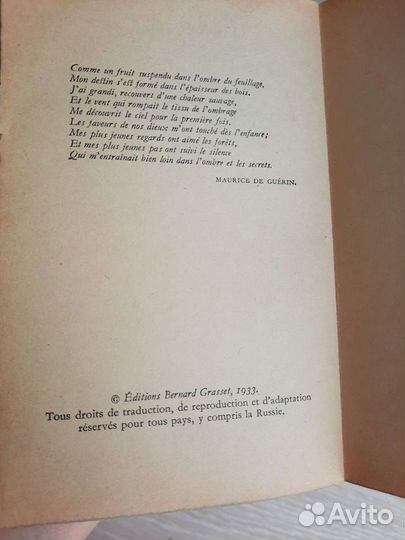 Comme un fruit suspendu dans l'ombre du feuillage,
Mon destin s'est formé dans l'épaisseur des bois.
J'ai grandi, recouvert d'une chaleur sauvage,
Et le vent qui rompait le tissu de l'ombrage
Me découvrit le ciel pour la première fois.
Les faveurs de nos dieux m'ont touché dès l'enfance;
Mes plus jeunes regards ont aimé les forêts,
Et mes plus jeunes pas ont suivi le silence
Qui m'entraînait bien loin dans l'ombre et les secrets.
MAURICE DE GUÉRIN.
© Éditions Bernard Grasset, 1933.
Tous droits de traduction, de reproduction et d'adaptation
réservés pour tous pays, y compris la Russie.
Avito